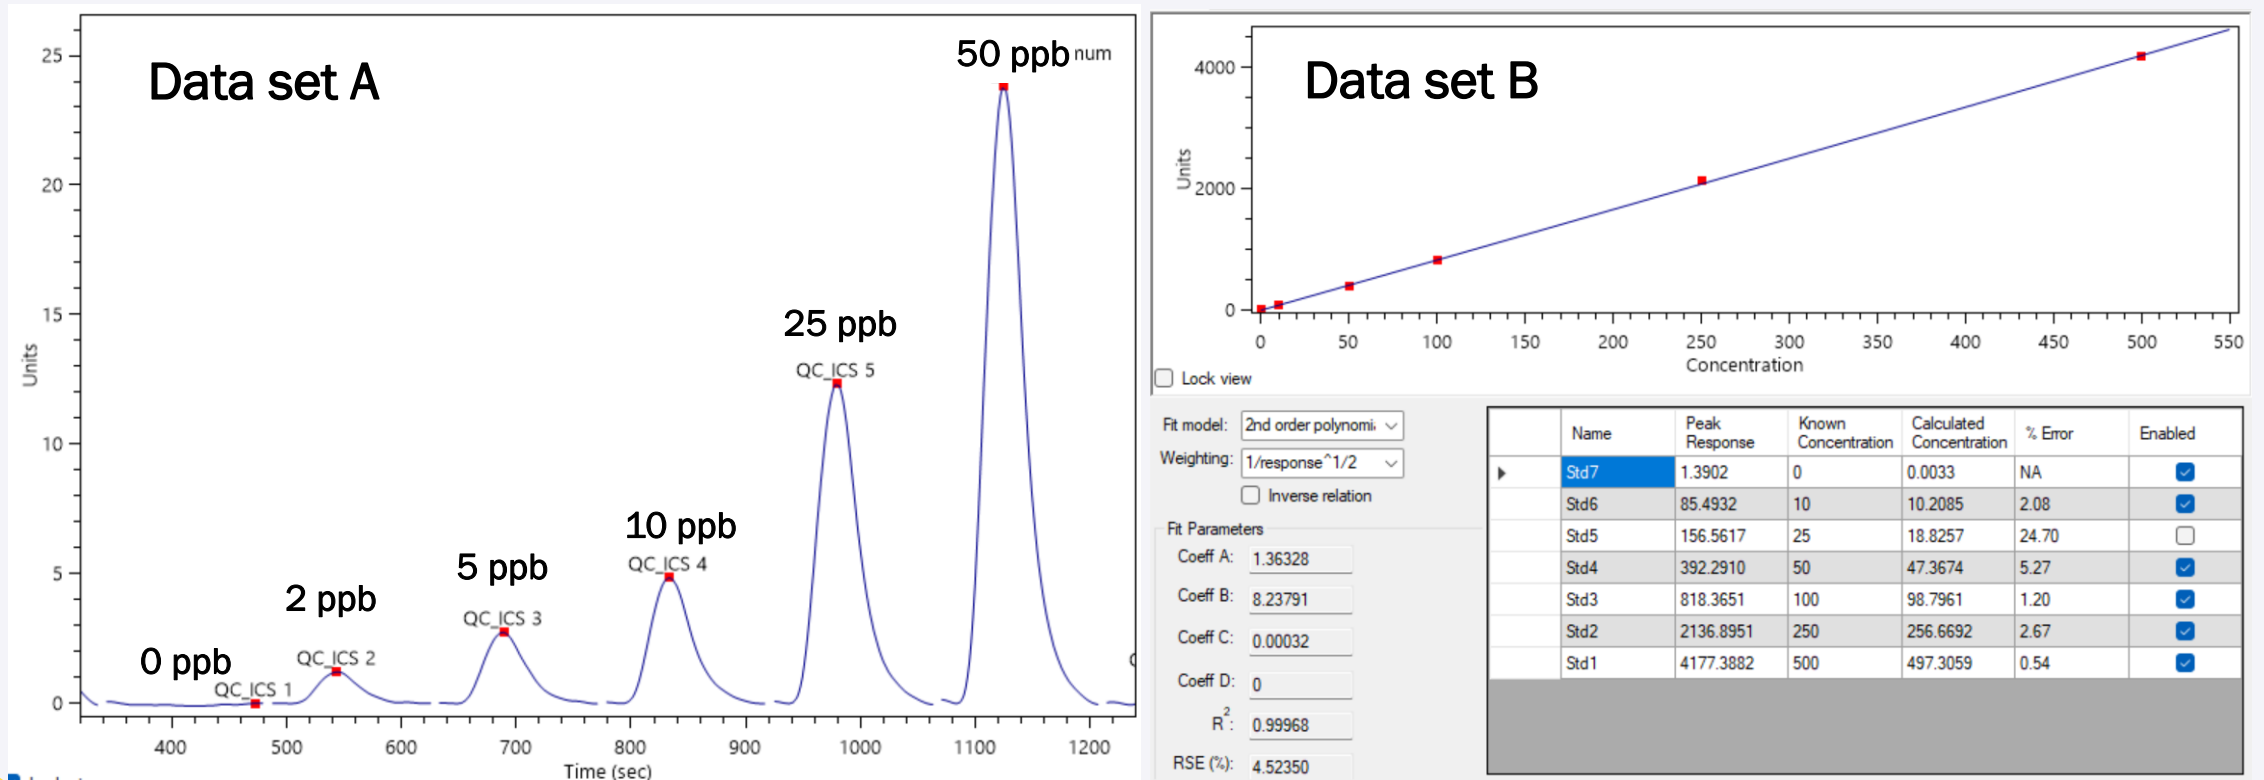 Data set A
50 ppb num
25 ppb
QC_ICS 5
10 ppb
QC_ICS 4
5 ppb
QC_ICS 3
2 ppb
QC_ICS 2
0 ppb
QC_ICS 1
25
20
15
10
5
0
Units
400 500 600 700 800 900 1000 1100 1200
Time (sec)
Data set B
4000
2000
0
Units
0 50 100 150 200 250 300 350 400 450 500 550
Concentration
Lock view
Fit model: 2nd order polynomi
Weighting: 1/response^1/2
Inverse relation
Fit Parameters
Coeff A: 1.36328
Coeff B: 8.23791
Coeff C: 0.00032
Coeff D: 0
R2: 0.99968
RSE (%): 4.52350
Name Peak Response Known Concentration Calculated Concentration % Error Enabled
Std7 1.3902 0 0.0033 NA
Std6 85.4932 10 10.2085 2.08
Std5 156.5617 25 18.8257 24.70
Std4 392.2910 50 47.3674 5.27
Std3 818.3651 100 98.7961 1.20
Std2 2136.8951 250 256.6692 2.67
Std1 4177.3882 500 497.3059 0.54